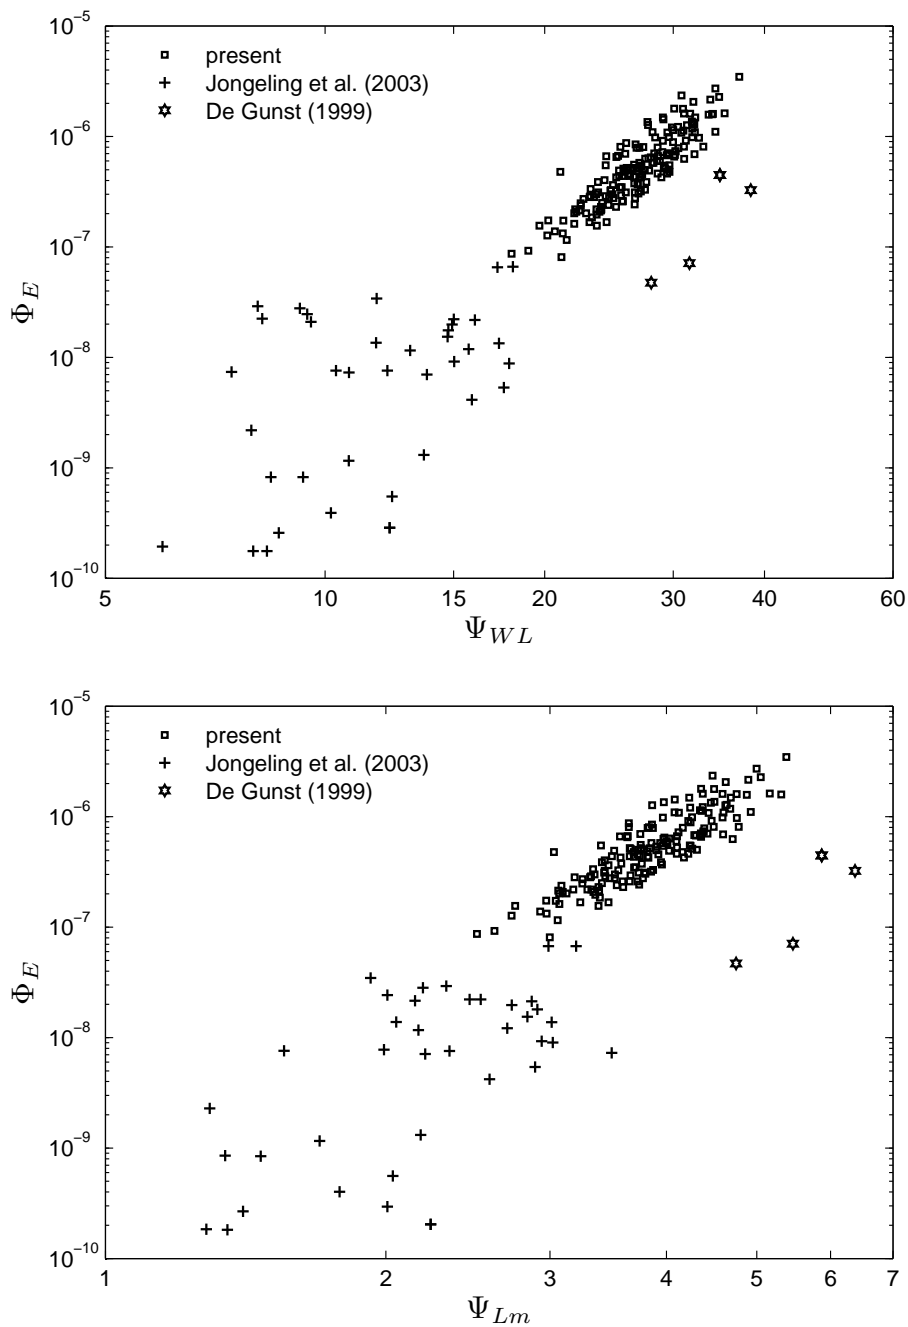 10⁻⁵
present
Jongeling et al. (2003)
De Gunst (1999)
10⁻⁶
10⁻⁷
Φ_E
10⁻⁸
10⁻⁹
10⁻¹⁰
5 10 15 20 30 40 60
Ψ_WL
10⁻⁵
present
Jongeling et al. (2003)
De Gunst (1999)
10⁻⁶
10⁻⁷
Φ_E
10⁻⁸
10⁻⁹
10⁻¹⁰
1 2 3 4 5 6 7
Ψ_Lm